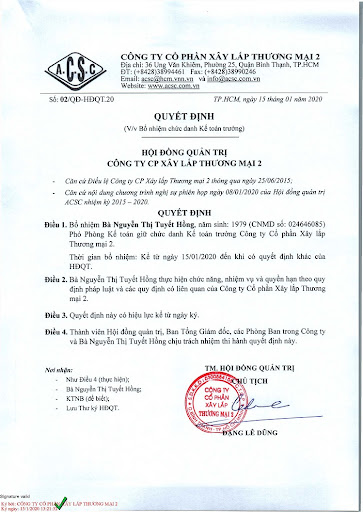 A.C.S.C
CÔNG TY CỔ PHẦN XÂY LẮP THƯƠNG MẠI 2
Địa chỉ: 36 Ung Văn Khiêm, Phường 25, Quận Bình Thạnh, TP.HCM
ĐT: (+8428)38994461 Fax: (+8428)38990246
Email: acsc@hcm.vnn.vn và info@acsc.com.vn
Website: www.acsc.com.vn
Số: 02/QĐ-HĐQT.20
TP.HCM, ngày 15 tháng 01 năm 2020
QUYẾT ĐỊNH
(V/v Bổ nhiệm chức danh Kế toán trưởng)
HỘI ĐỒNG QUẢN TRỊ
CÔNG TY CP XÂY LẮP THƯƠNG MẠI 2
- Căn cứ Điều lệ Công ty CP Xây lắp Thương mại 2 thông qua ngày 25/06/2015;
- Căn cứ nội dung chương trình nghị sự phiên họp ngày 08/01/2020 của Hội đồng quản trị
ACSC nhiệm kỳ 2015 – 2020.
QUYẾT ĐỊNH
Điều 1. Bổ nhiệm Bà Nguyễn Thị Tuyết Hồng, năm sinh: 1979 (CNMD số: 024646085)
Phó Phòng Kế toán giữ chức danh Kế toán trưởng Công ty Cổ phần Xây lắp
Thương mại 2.
Thời gian bổ nhiệm: Kể từ ngày 15/01/2020 đến khi có quyết định khác của
HĐQT.
Điều 2. Bà Nguyễn Thị Tuyết Hồng thực hiện chức năng, nhiệm vụ và quyền hạn theo quy
định pháp luật và các quy định có liên quan của Công ty Cổ phần Xây lắp Thương
mại 2.
Điều 3. Quyết định này có hiệu lực kể từ ngày ký.
Điều 4. Thành viên Hội đồng quản trị, Ban Tổng Giám đốc, các Phòng Ban trong Công ty
và Bà Nguyễn Thị Tuyết Hồng chịu trách nhiệm thi hành quyết định này.
Nơi nhận:
- Như Điều 4 (thực hiện);
- Bà Nguyễn Thị Tuyết Hồng;
- KTNB (để biết);
- Lưu Thư ký HĐQT.
TM. HỘI ĐỒNG QUẢN TRỊ
CHỦ TỊCH
CÔNG TY
CỔ PHẦN
XÂY LẮP
THƯƠNG MẠI 2
ĐẶNG LÊ DŨNG
Signature valid
Ký bởi: CÔNG TY CỔ PHẦN XÂY LẮP THƯƠNG MẠI 2
Ký ngày: 15/1/2020 13:21:32